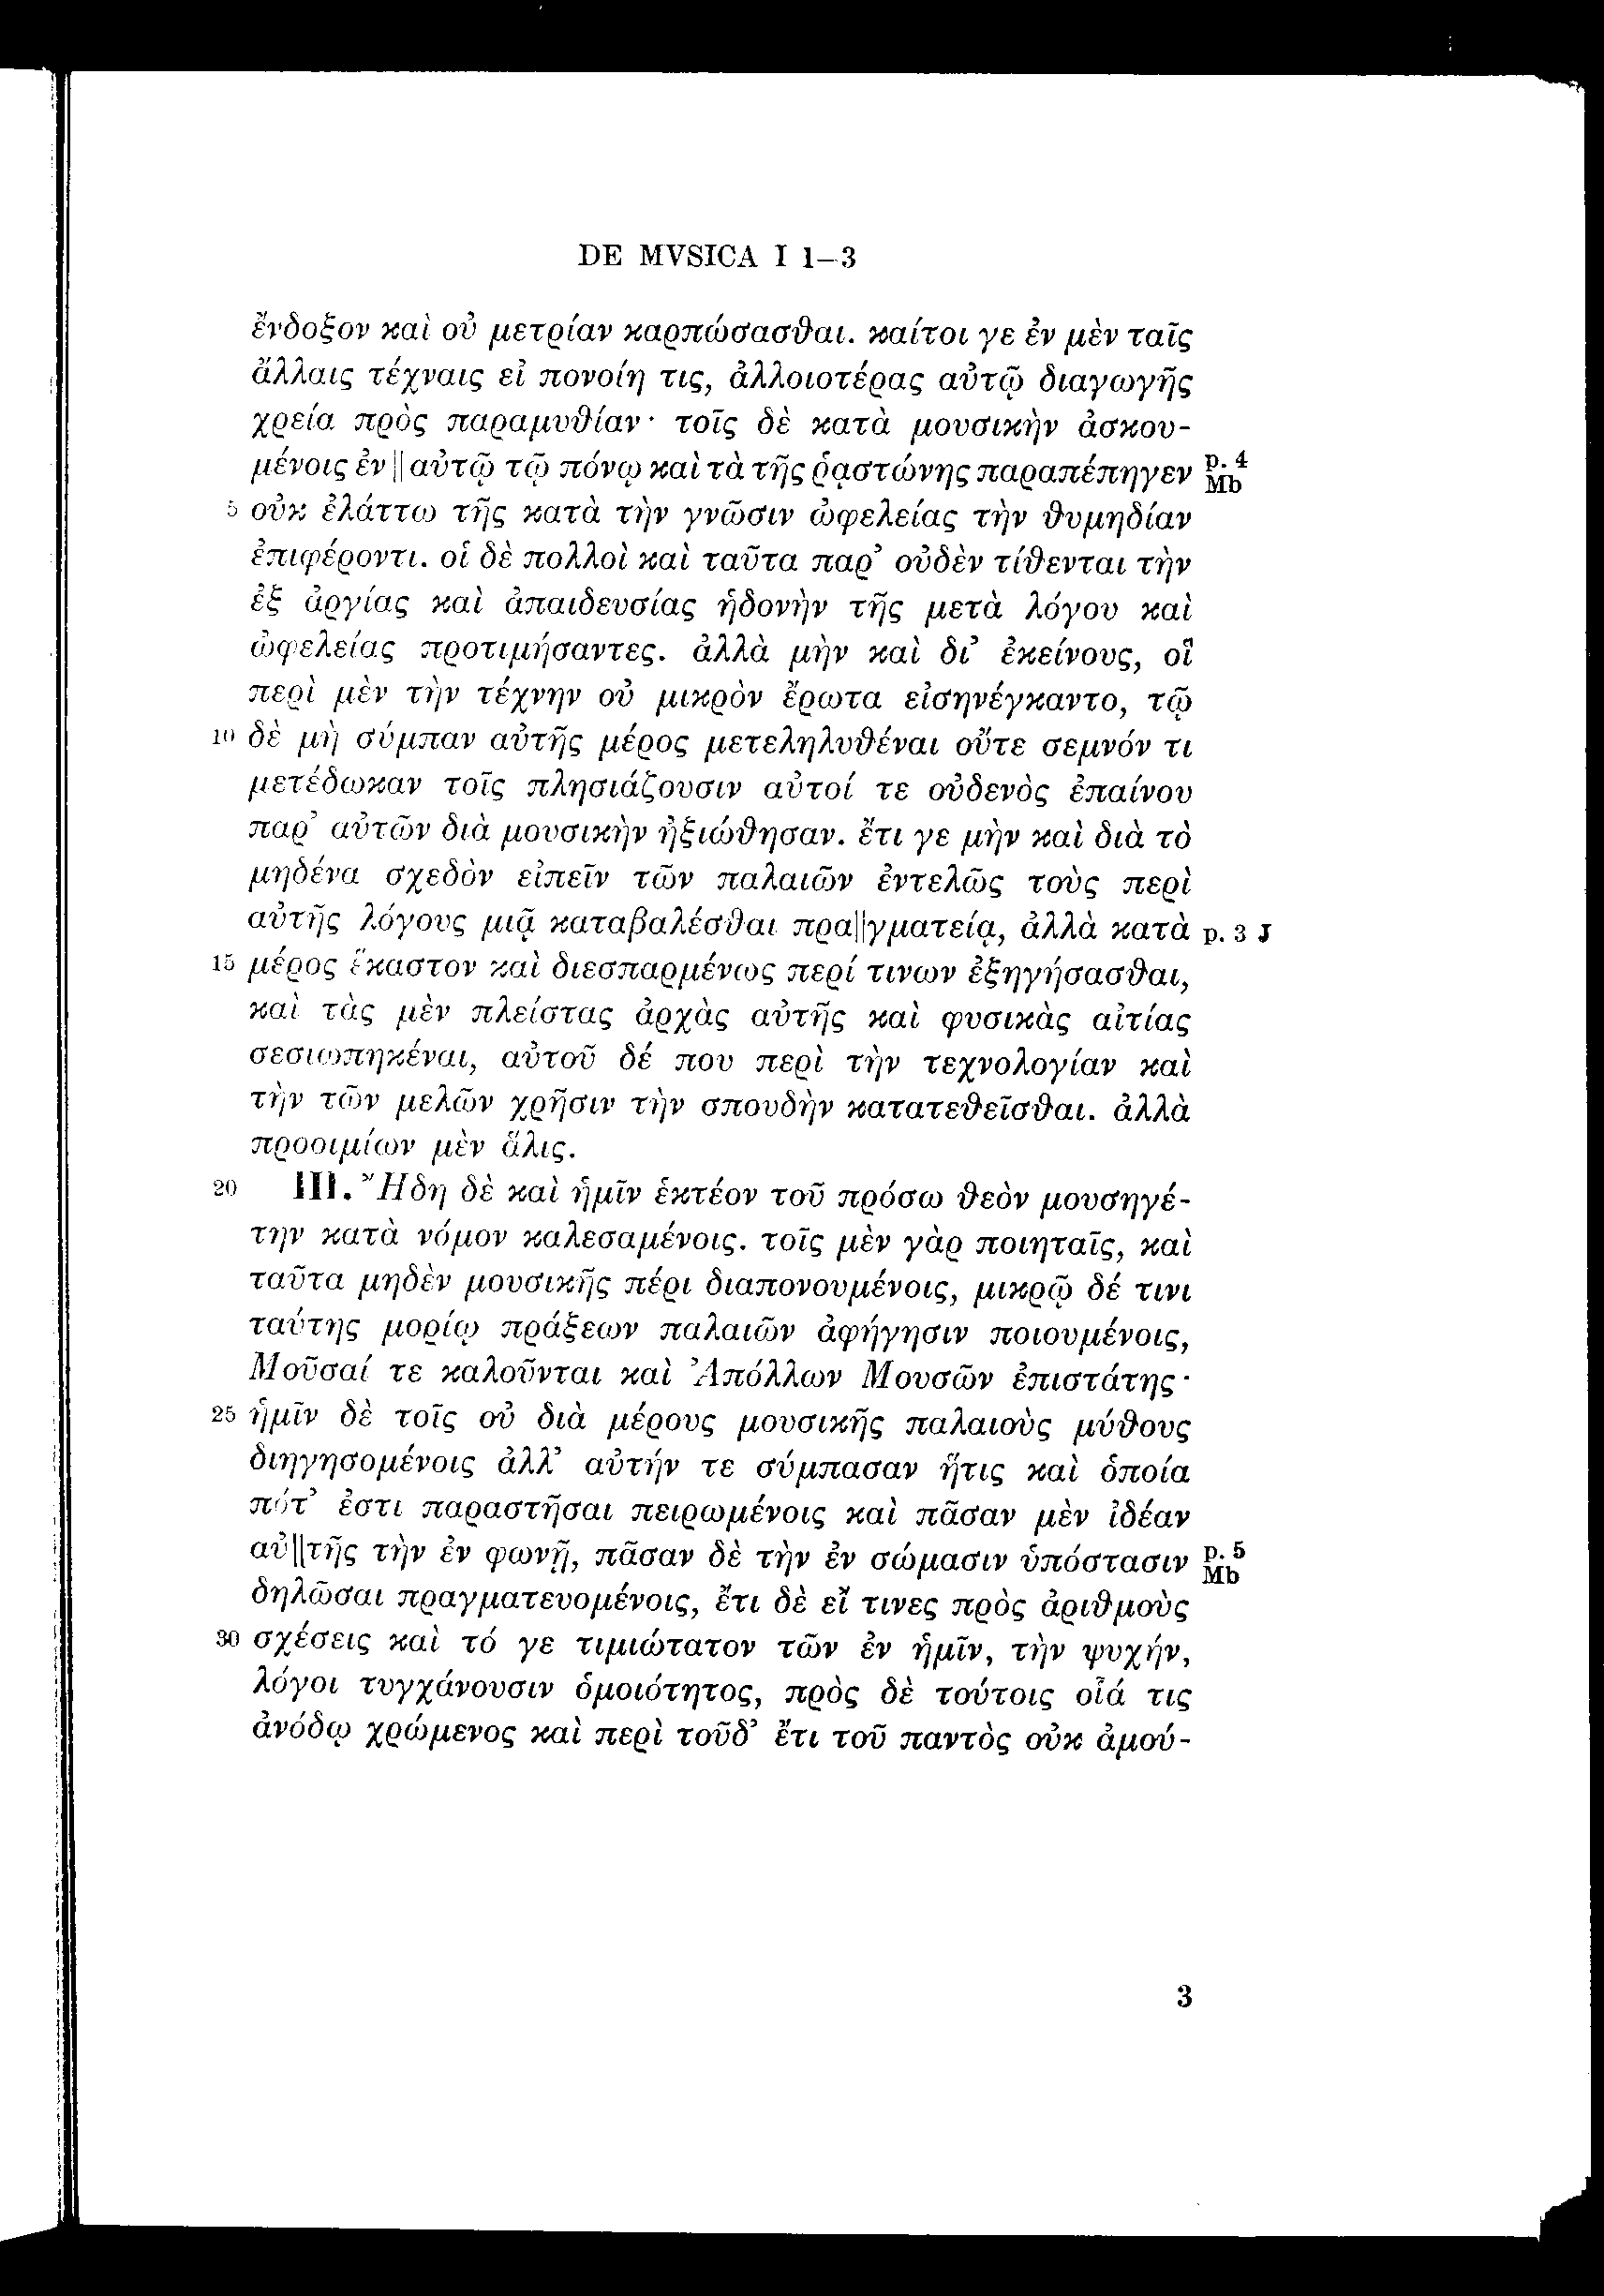 DE MVSICA I 1–3
ἔνδοξον καὶ οὐ μετρίαν καρπώσασθαι. καίτοι γε ἐν μὲν ταῖς
ἄλλαις τέχναις εἰ πονοίη τις, ἀλλοιοτέρας αὐτῷ διαγωγῆς
χρεία πρὸς παραμυθίαν· τοῖς δὲ κατὰ μουσικὴν ἀσκου-
μένοις ἐν || αὐτῷ τῷ πόνῳ καὶ τὰ τῆς ῥᾳστώνης παραπέπηγεν p. 4 Mb
5 οὐκ ἐλάττω τῆς κατὰ τὴν γνῶσιν ὠφελείας τὴν θυμηδίαν
ἐπιφέροντι. οἱ δὲ πολλοὶ καὶ ταῦτα παρ’ οὐδὲν τίθενται τὴν
ἐξ ἀργίας καὶ ἀπαιδευσίας ἡδονὴν τῆς μετὰ λόγου καὶ
ὠφελείας προτιμήσαντες. ἀλλὰ μὴν καὶ δι’ ἐκείνους, οἳ
περὶ μὲν τὴν τέχνην οὐ μικρὸν ἔρωτα εἰσηνέγκαντο, τῷ
10 δὲ μὴ σύμπαν αὐτῆς μέρος μετεληλυθέναι οὔτε σεμνόν τι
μετέδωκαν τοῖς πλησιάζουσιν αὐτοί τε οὐδενὸς ἐπαίνου
παρ’ αὐτῶν διὰ μουσικὴν ἠξιώθησαν. ἔτι γε μὴν καὶ διὰ τὸ
μηδένα σχεδὸν εἰπεῖν τῶν παλαιῶν ἐντελῶς τοὺς περὶ
αὐτῆς λόγους μιᾷ καταβαλέσθαι πρα||γματείᾳ, ἀλλὰ κατὰ p. 3 J
15 μέρος ἕκαστον καὶ διεσπαρμένως περί τινων ἐξηγήσασθαι,
καὶ τὰς μὲν πλείστας ἀρχὰς αὐτῆς καὶ φυσικὰς αἰτίας
σεσιωπηκέναι, αὐτοῦ δέ που περὶ τὴν τεχνολογίαν καὶ
τὴν τῶν μελῶν χρῆσιν τὴν σπουδὴν κατατεθεῖσθαι. ἀλλὰ
προοιμίων μὲν ἅλις.
20 III. Ἤδη δὲ καὶ ἡμῖν ἑκτέον τοῦ πρόσω θεὸν μουσηγέ-
την κατὰ νόμον καλεσαμένοις. τοῖς μὲν γὰρ ποιηταῖς, καὶ
ταῦτα μηδὲν μουσικῆς πέρι διαπονουμένοις, μικρῷ δέ τινι
ταύτης μορίῳ πράξεων παλαιῶν ἀφήγησιν ποιουμένοις,
Μοῦσαί τε καλοῦνται καὶ Ἀπόλλων Μουσῶν ἐπιστάτης·
25 ἡμῖν δὲ τοῖς οὐ διὰ μέρους μουσικῆς παλαιοὺς μύθους
διηγησομένοις ἀλλ’ αὐτήν τε σύμπασαν ἥτις καὶ ὁποία
πότ’ ἐστι παραστῆσαι πειρωμένοις καὶ πᾶσαν μὲν ἰδέαν
αὐ||τῆς τὴν ἐν φωνῇ, πᾶσαν δὲ τὴν ἐν σώμασιν ὑπόστασιν p. 5 Mb
δηλῶσαι πραγματευομένοις, ἔτι δὲ εἴ τινες πρὸς ἀριθμοὺς
30 σχέσεις καὶ τό γε τιμιώτατον τῶν ἐν ἡμῖν, τὴν ψυχήν,
λόγοι τυγχάνουσιν ὁμοιότητος, πρὸς δὲ τούτοις οἷά τις
ἀνόδῳ χρώμενος καὶ περὶ τοῦδ’ ἔτι τοῦ παντὸς οὐκ ἀμού-
3